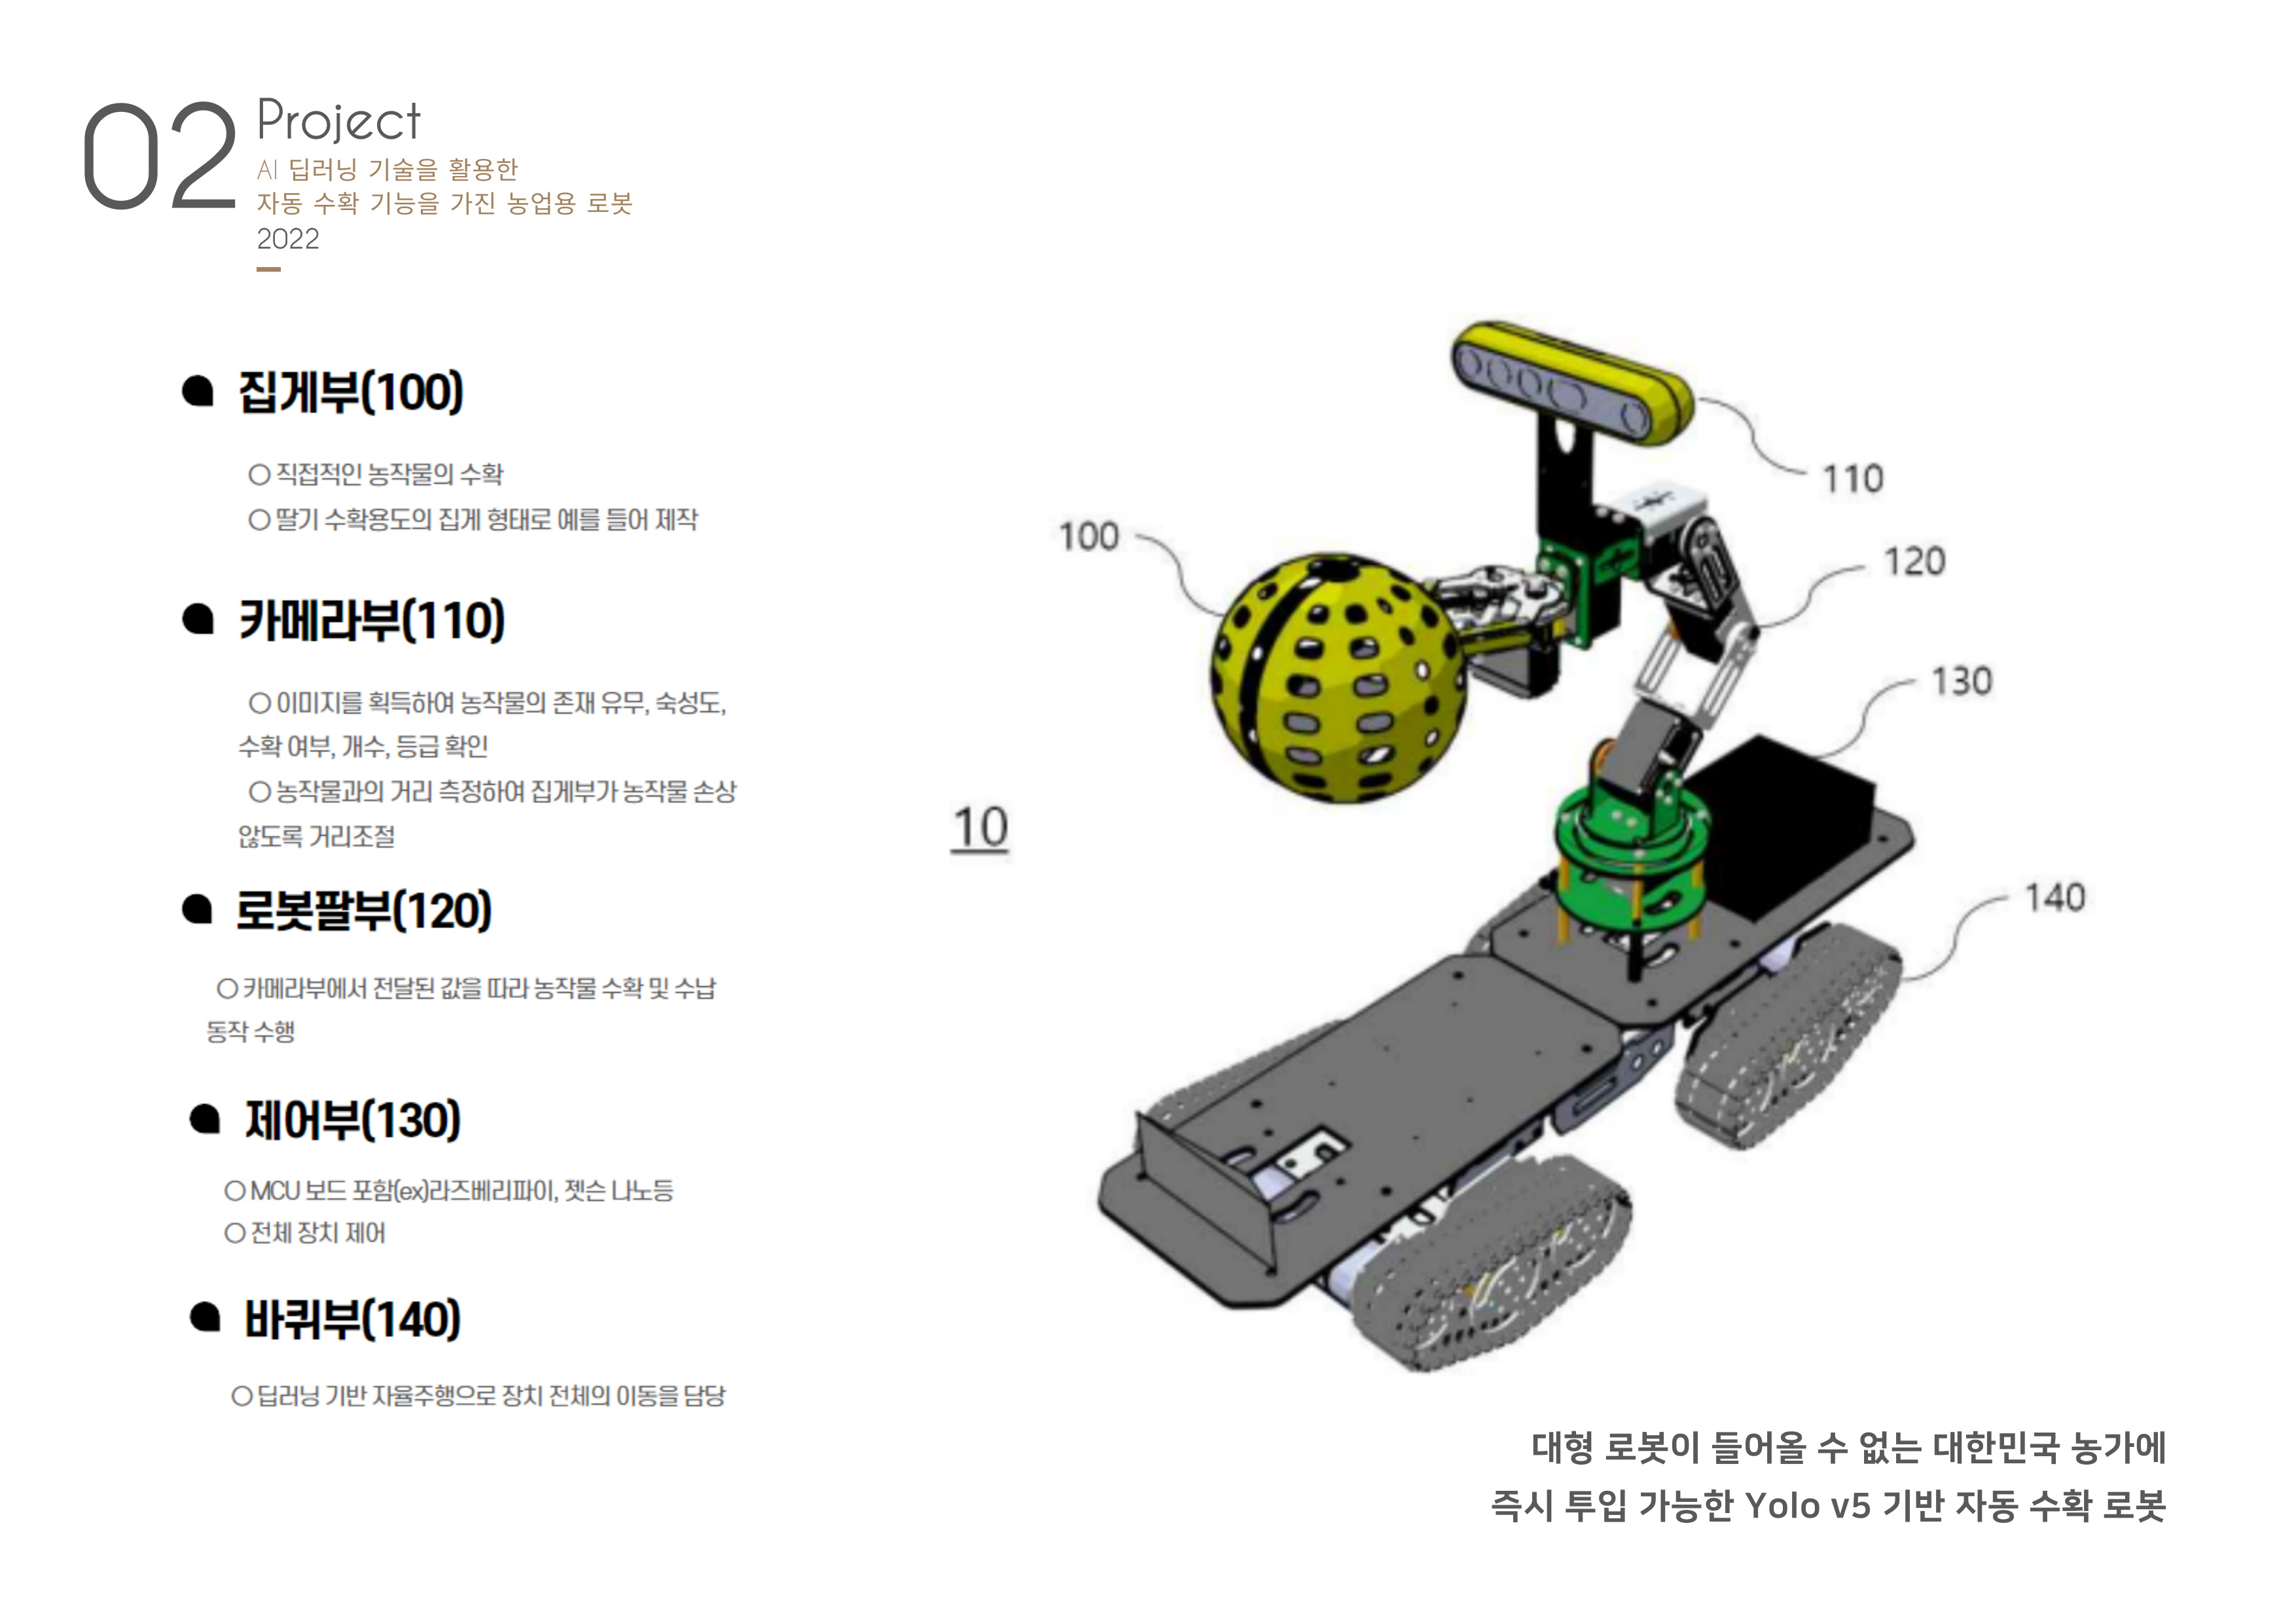 02
Project
AI 딥러닝 기술을 활용한
자동 수확 기능을 가진 농업용 로봇
2022
집게부(100)
○ 직접적인 농작물의 수확
○ 딸기 수확용도의 집게 형태로 예를 들어 제작
카메라부(110)
○ 이미지를 획득하여 농작물의 존재 유무, 숙성도,
수확 여부, 개수, 등급 확인
○ 농작물과의 거리 측정하여 집게부가 농작물 손상
않도록 거리조절
로봇팔부(120)
○ 카메라부에서 전달된 값을 따라 농작물 수확 및 수납
동작 수행
제어부(130)
○ MCU 보드 포함(ex)라즈베리파이, 젯슨 나노등
○ 전체 장치 제어
바퀴부(140)
○ 딥러닝 기반 자율주행으로 장치 전체의 이동을 담당
110
100
120
130
10
140
대형 로봇이 들어올 수 없는 대한민국 농가에
즉시 투입 가능한 Yolo v5 기반 자동 수확 로봇